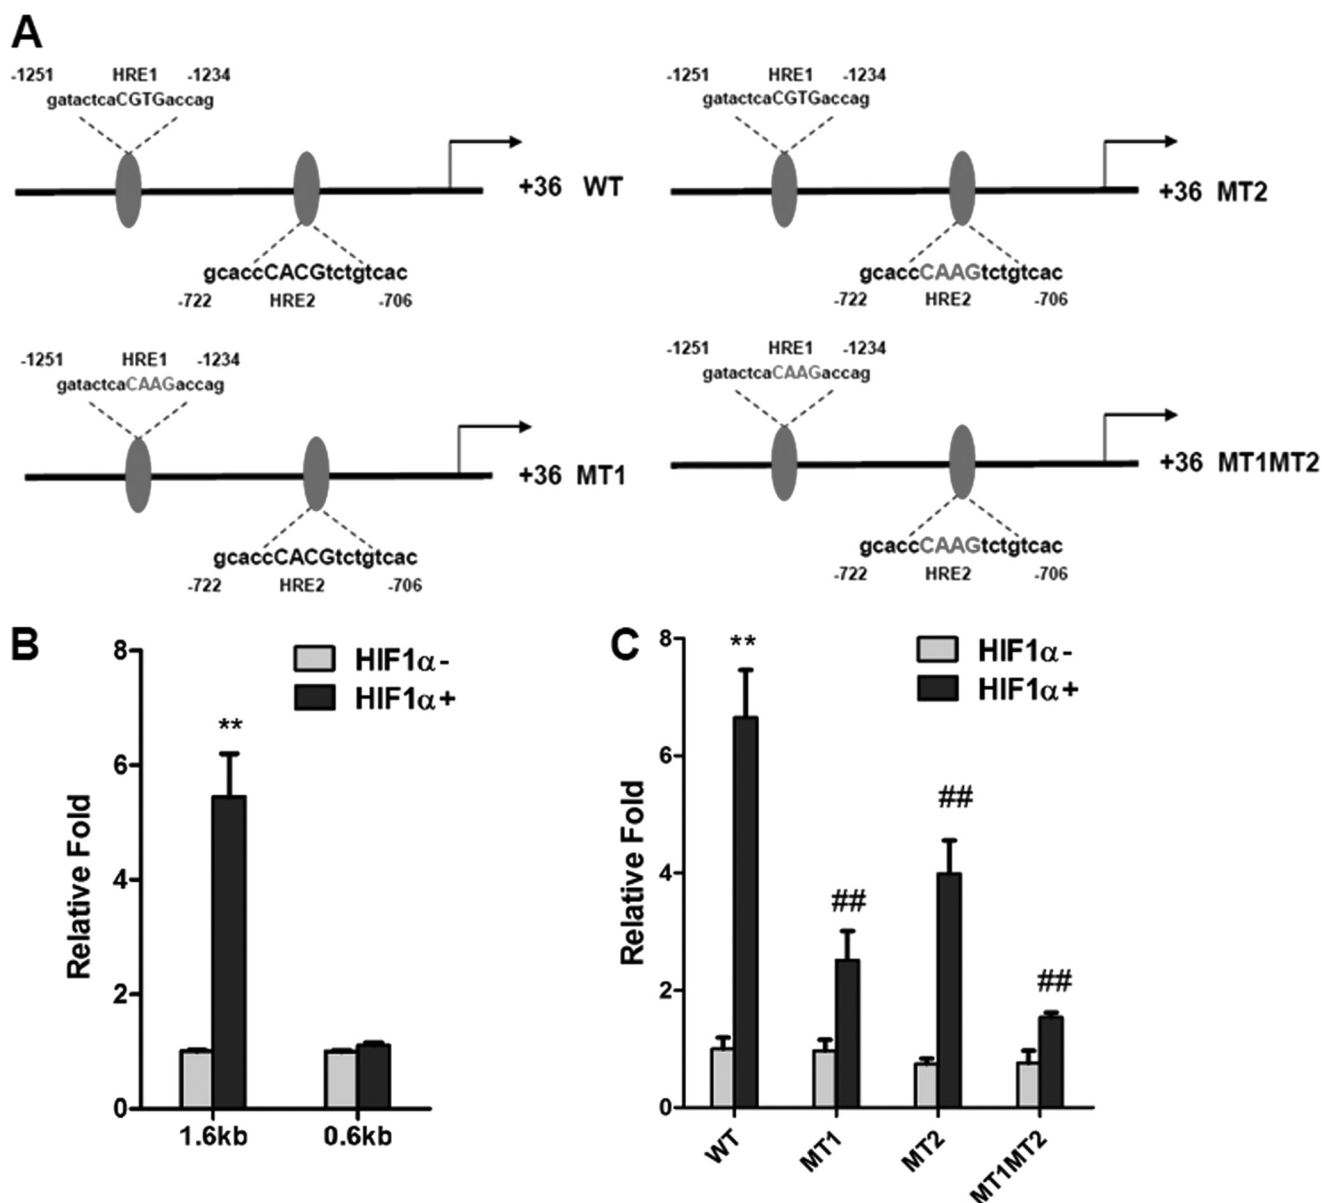 A
-1251 HRE1 -1234
gatactcaCGTGaccag
+36 WT
gcaccCACGtctgtcac
-722 HRE2 -706
-1251 HRE1 -1234
gatactcaCGTGaccag
+36 MT2
gcaccCAAGtctgtcac
-722 HRE2 -706
-1251 HRE1 -1234
gatactcaCAAGaccag
+36 MT1
gcaccCACGtctgtcac
-722 HRE2 -706
-1251 HRE1 -1234
gatactcaCAAGaccag
+36 MT1MT2
gcaccCAAGtctgtcac
-722 HRE2 -706
B
HIF1α-
HIF1α+
Relative Fold
8
6
4
2
0
**
1.6kb 0.6kb
C
HIF1α-
HIF1α+
Relative Fold
8
6
4
2
0
**
##
##
##
WT MT1 MT2 MT1MT2